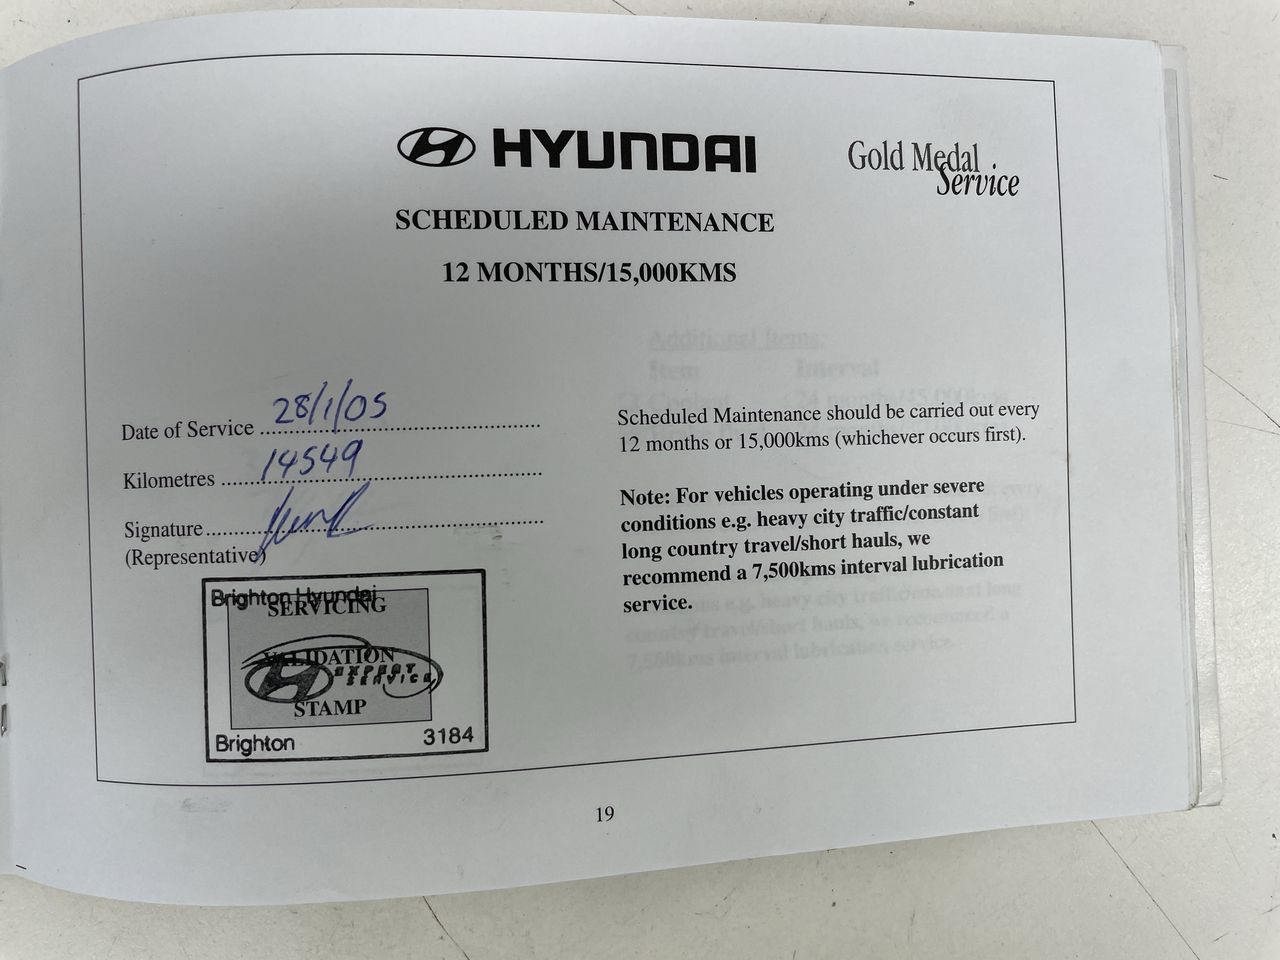 HYUNDAI
Gold Medal
Service
SCHEDULED MAINTENANCE
12 MONTHS/15,000KMS
Date of Service 28/1/05
Kilometres 14549
Signature
(Representative)
Brighton Hyundai
SERVICING
VALIDATION
EXPERT
SERVICE
STAMP
Brighton 3184
Scheduled Maintenance should be carried out every
12 months or 15,000kms (whichever occurs first).
Note: For vehicles operating under severe
conditions e.g. heavy city traffic/constant
long country travel/short hauls, we
recommend a 7,500kms interval lubrication
service.
19